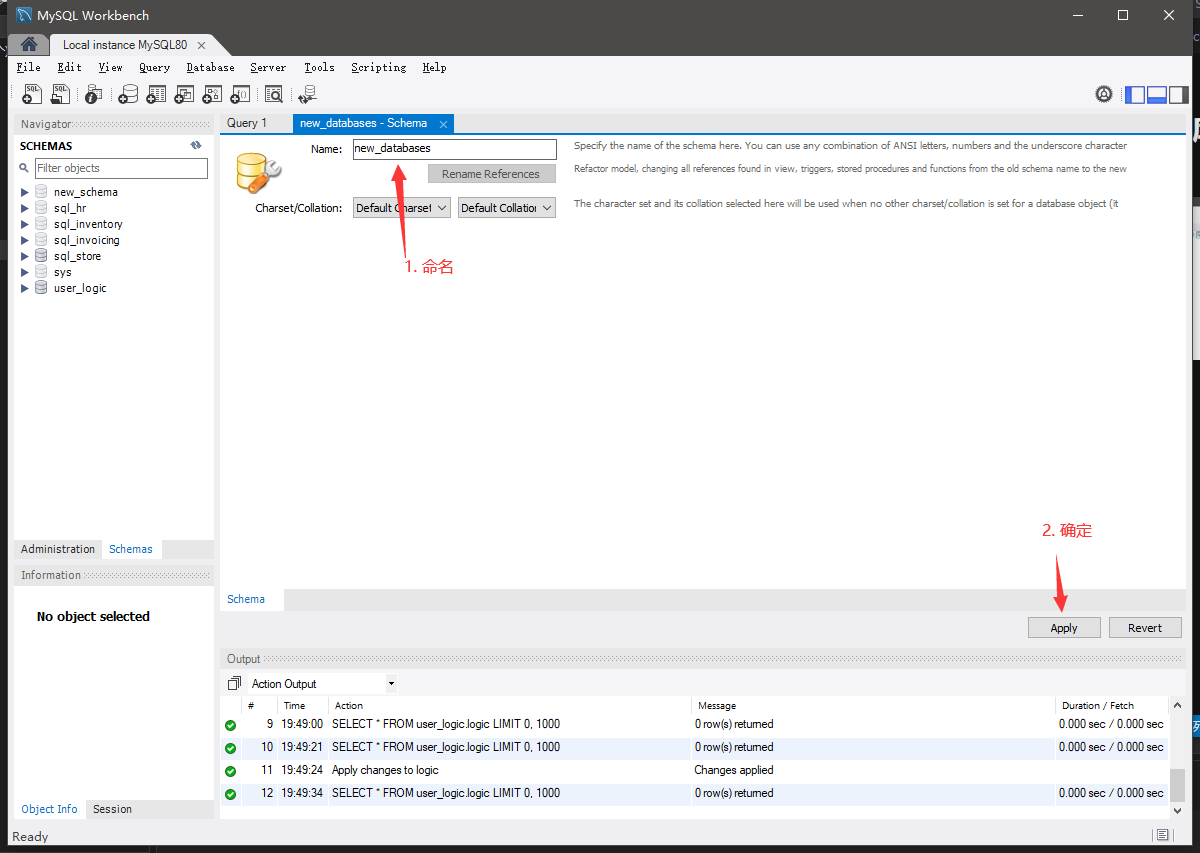 MySQL Workbench
Local instance MySQL80
File Edit View Query Database Server Tools Scripting Help
Navigator
SCHEMAS
Filter objects
new_schema
sql_hr
sql_inventory
sql_invoicing
sql_store
sys
user_logic
Administration Schemas
Information
No object selected
Object Info Session
Query 1 new_databases - Schema
Name: new_databases Specify the name of the schema here. You can use any combination of ANSI letters, numbers and the underscore character
Rename References Refactor model, changing all references found in view, triggers, stored procedures and functions from the old schema name to the new
Charset/Collation: Default Charset Default Collation The character set and its collation selected here will be used when no other charset/collation is set for a database object (it
1. 命名
2. 确定
Schema
Apply Revert
Output
Action Output
# Time Action Message Duration / Fetch
9 19:49:00 SELECT * FROM user_logic.logic LIMIT 0, 1000 0 row(s) returned 0.000 sec / 0.000 sec
10 19:49:21 SELECT * FROM user_logic.logic LIMIT 0, 1000 0 row(s) returned 0.000 sec / 0.000 sec
11 19:49:24 Apply changes to logic Changes applied
12 19:49:34 SELECT * FROM user_logic.logic LIMIT 0, 1000 0 row(s) returned 0.000 sec / 0.000 sec
Ready